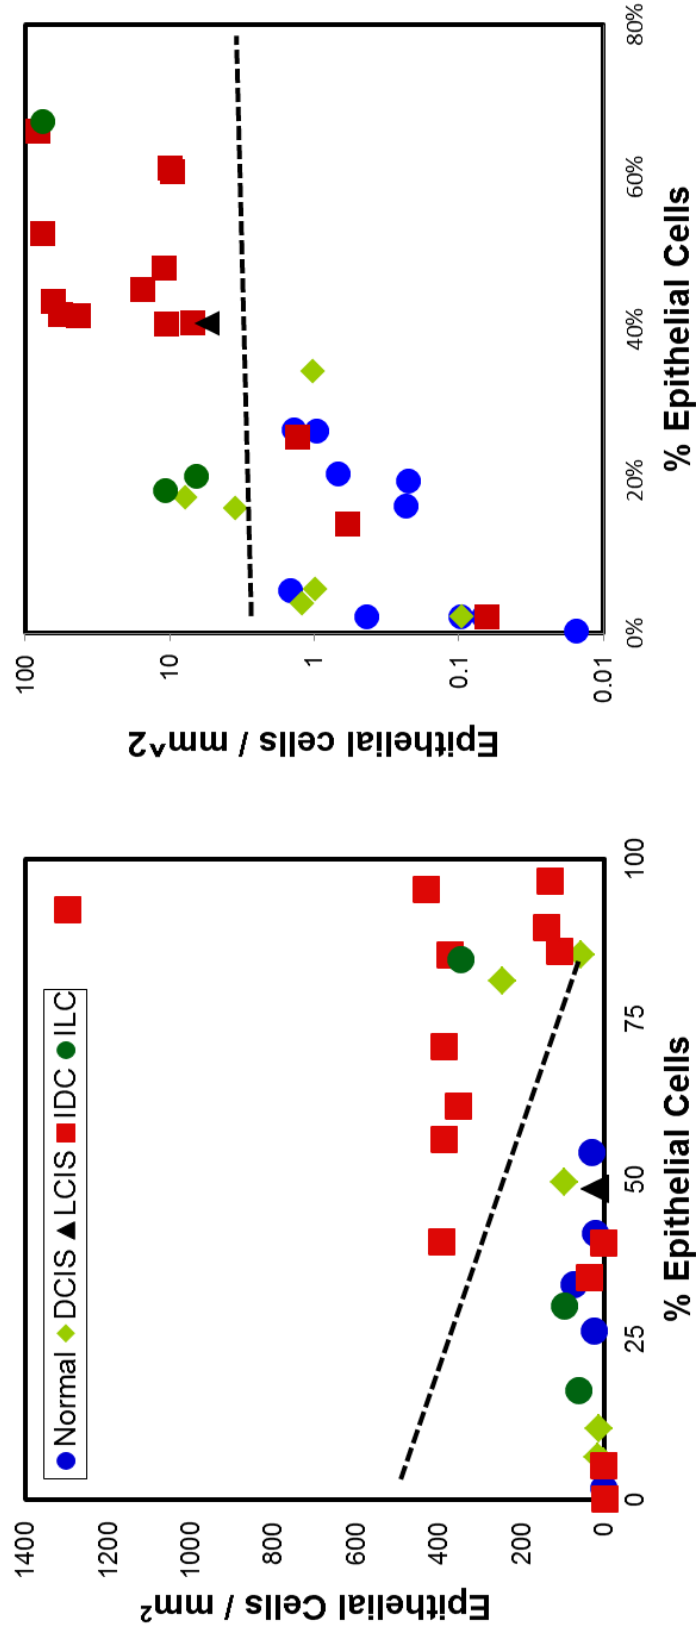 Epithelial Cells / mm²
1400
1200
1000
800
600
400
200
0
Normal DCIS LCIS IDC ILC
0 25 50 75 100
% Epithelial Cells
Epithelial cells / mm^2
100
10
1
0.1
0.01
0% 20% 40% 60% 80%
% Epithelial Cells